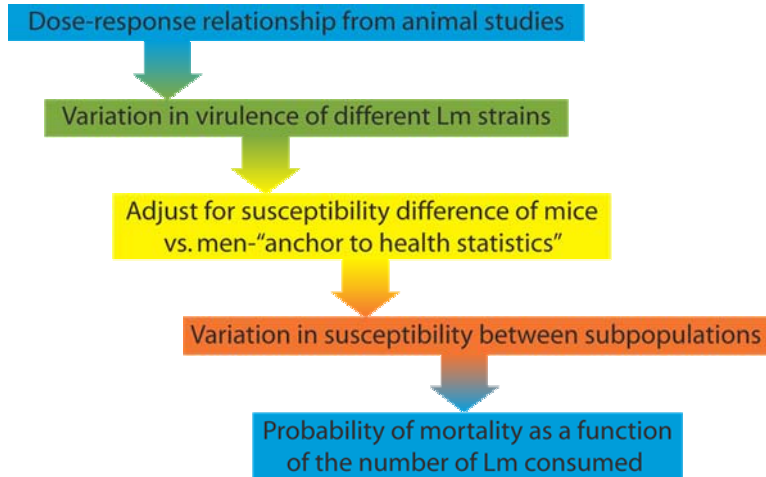 Dose-response relationship from animal studies
Variation in virulence of different Lm strains
Adjust for susceptibility difference of mice
vs. men-“anchor to health statistics”
Variation in susceptibility between subpopulations
Probability of mortality as a function
of the number of Lm consumed